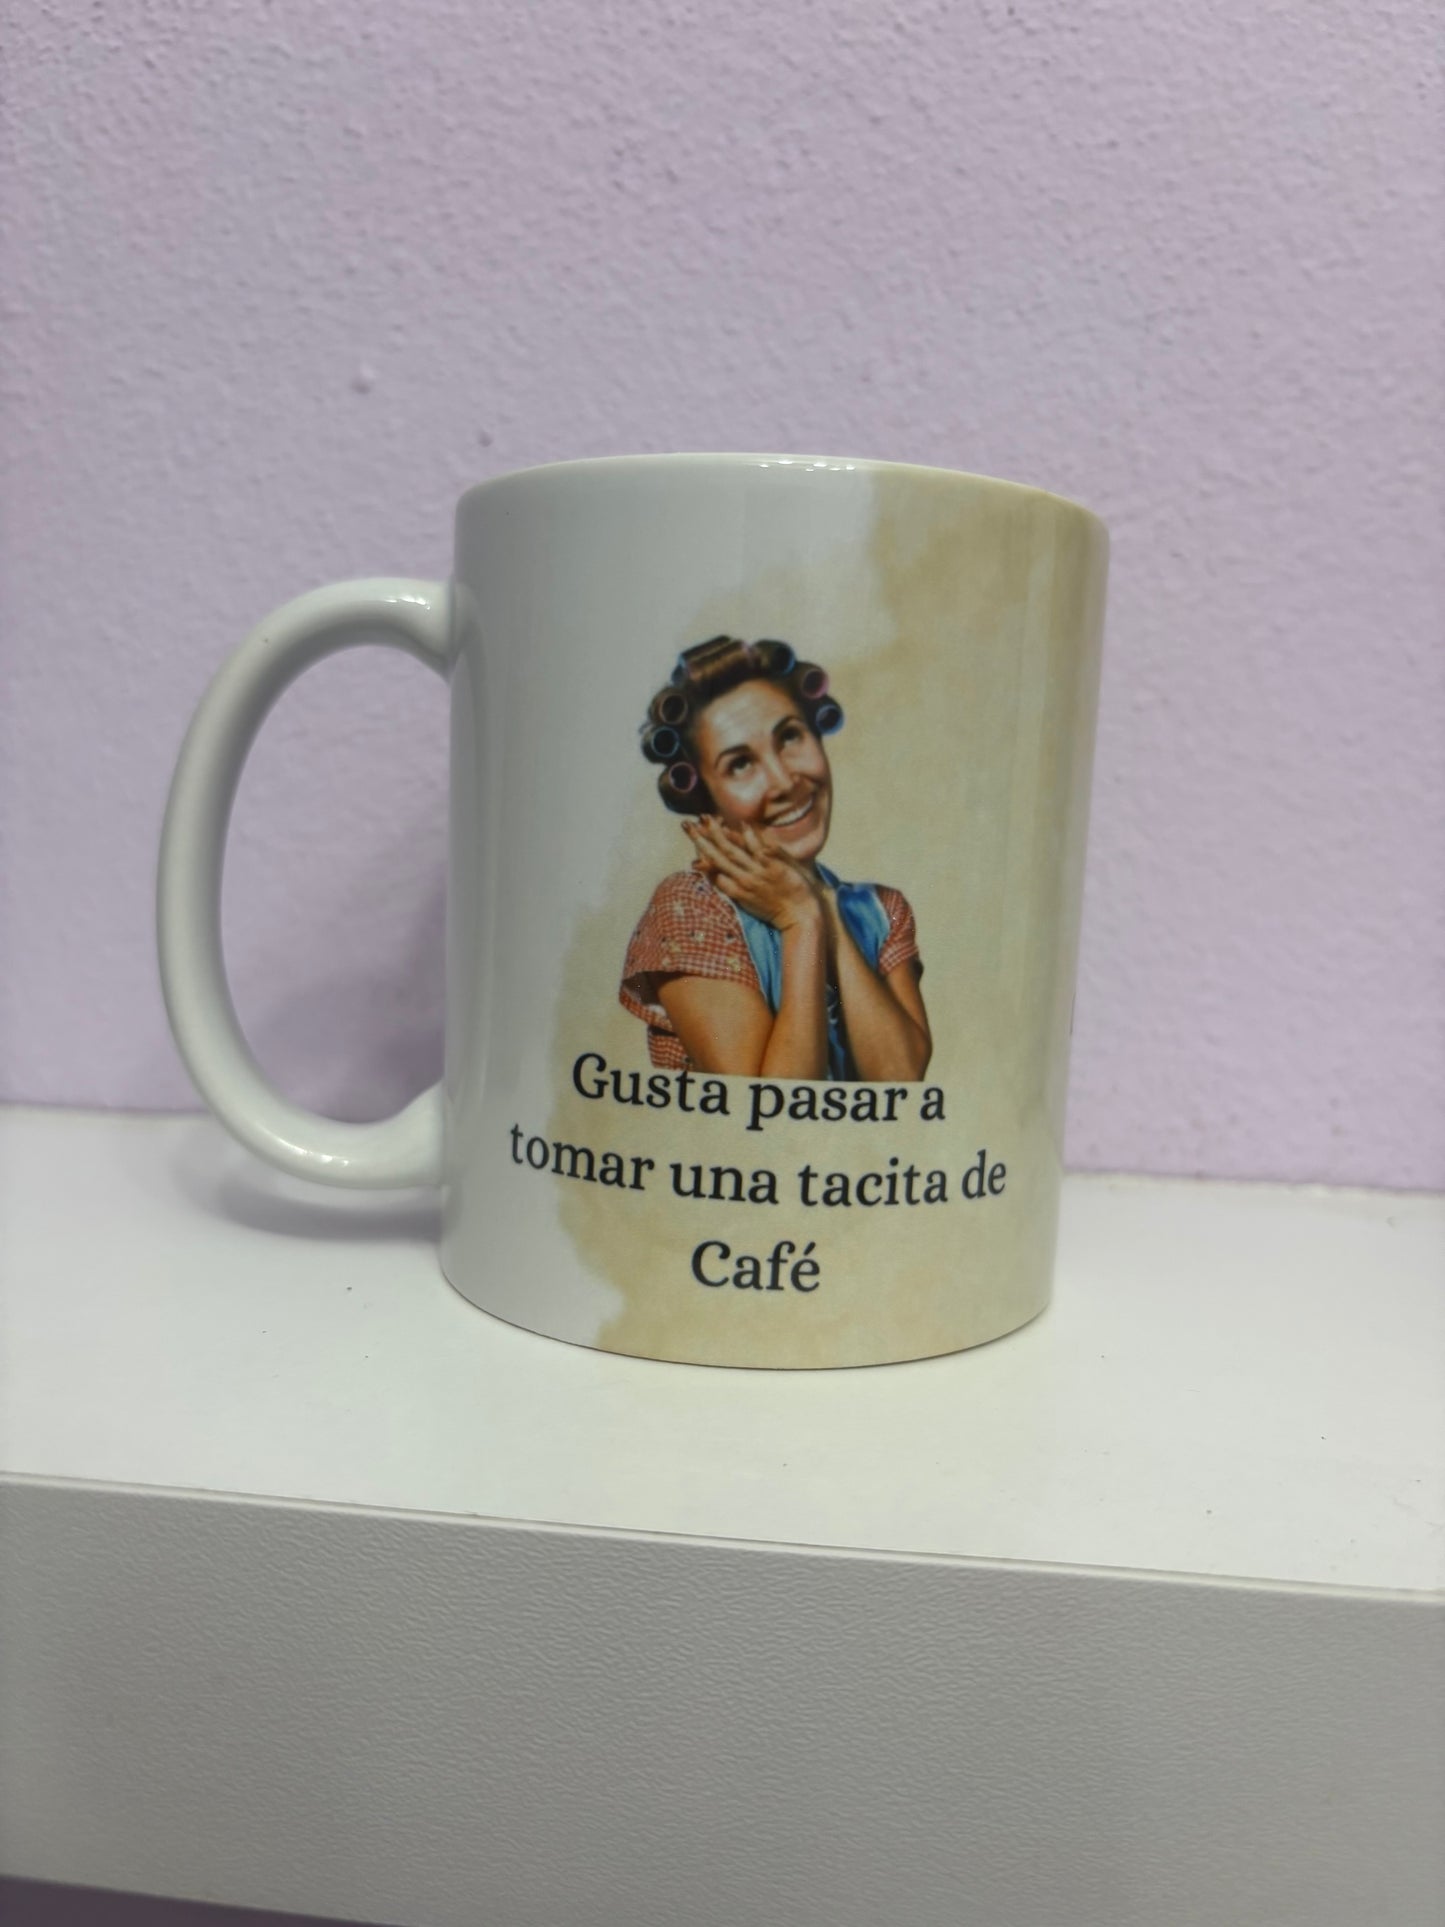 Gusta pasar a
tomar una tacita de
Café